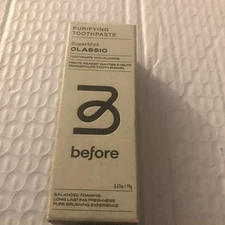 PURIFYING
TOOTHPASTE
SuperMint
CLASSIC
before
BALANCED FOAMING
LONG LASTING FRESHNESS
PURE BRUSHING EXPERIENCE